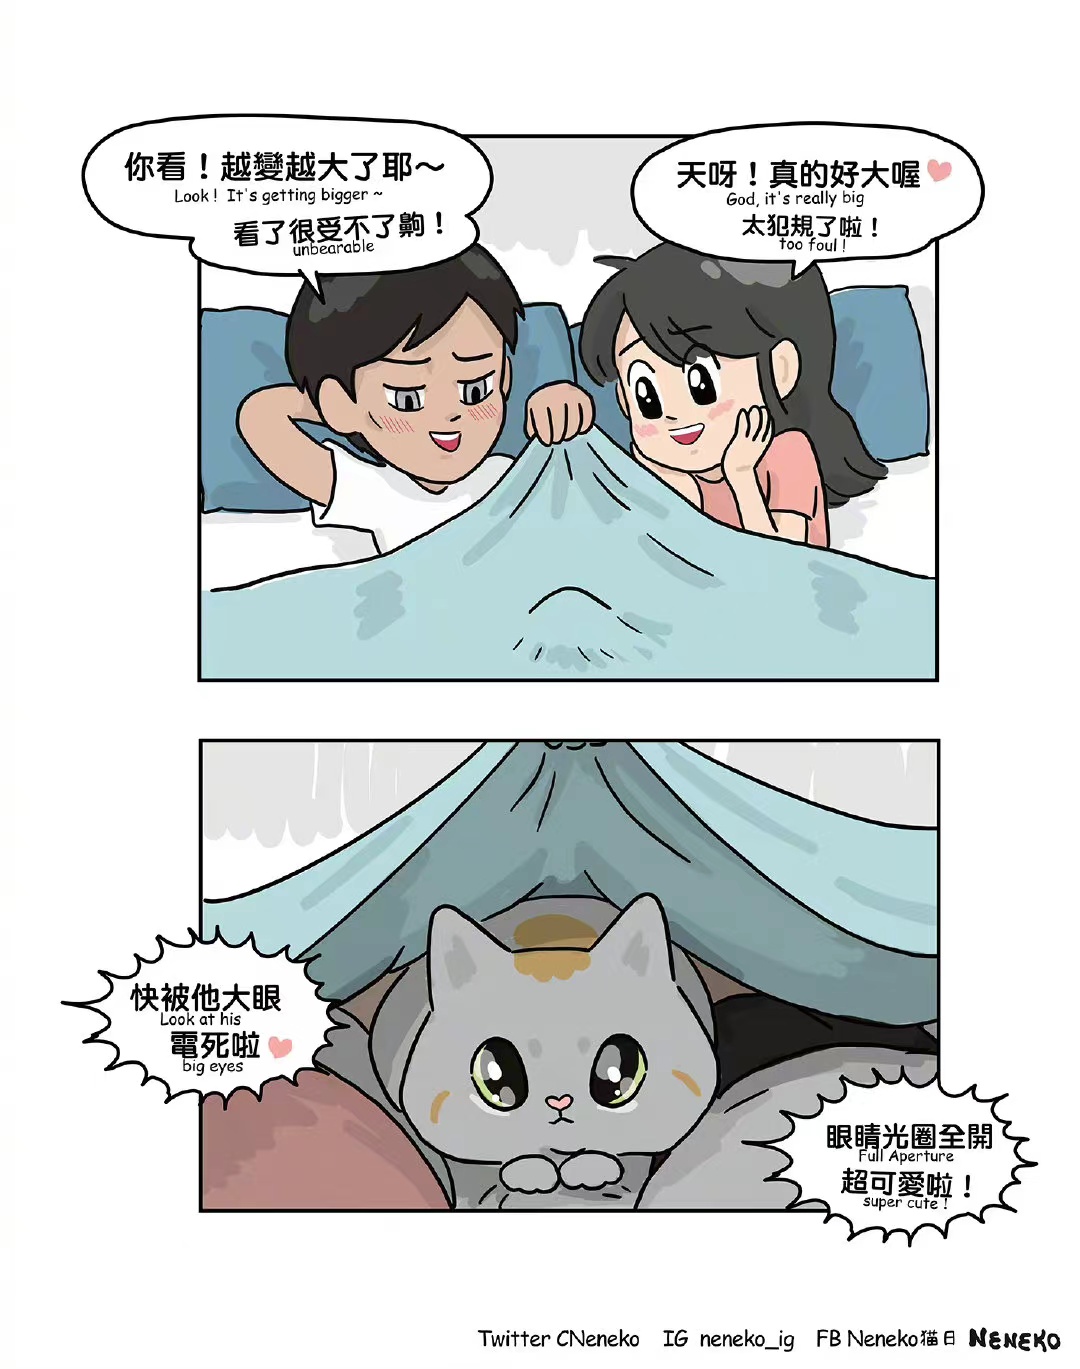 你看！越變越大了耶～
Look! It's getting bigger ~
看了很受不了齁！
unbearable
天呀！真的好大喔
God, it's really big
太犯規了啦！
too foul!
快被他大眼
Look at his
電死啦
big eyes
眼睛光圈全開
Full Aperture
超可愛啦！
super cute!
Twitter CNeneko IG neneko_ig FB Neneko猫日 NENEKO